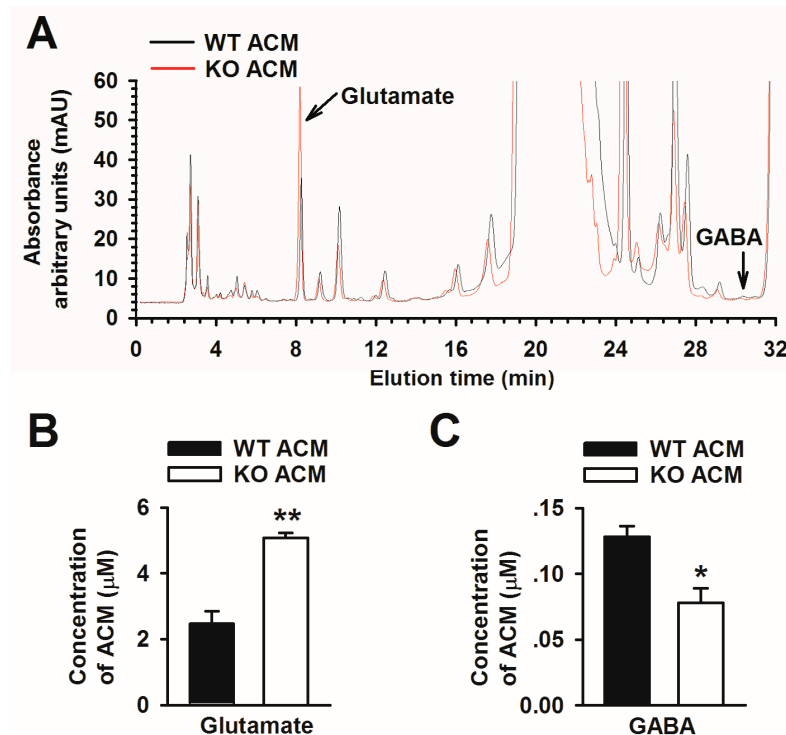 A
WT ACM
KO ACM
60
50
40
30
20
10
0
Absorbance
arbitrary units (mAU)
Glutamate
GABA
0 4 8 12 16 20 24 28 32
Elution time (min)
B
WT ACM
KO ACM
6
4
2
0
Concentration
of ACM (μM)
**
Glutamate
C
WT ACM
KO ACM
.15
.10
.05
0.00
Concentration
of ACM (μM)
*
GABA